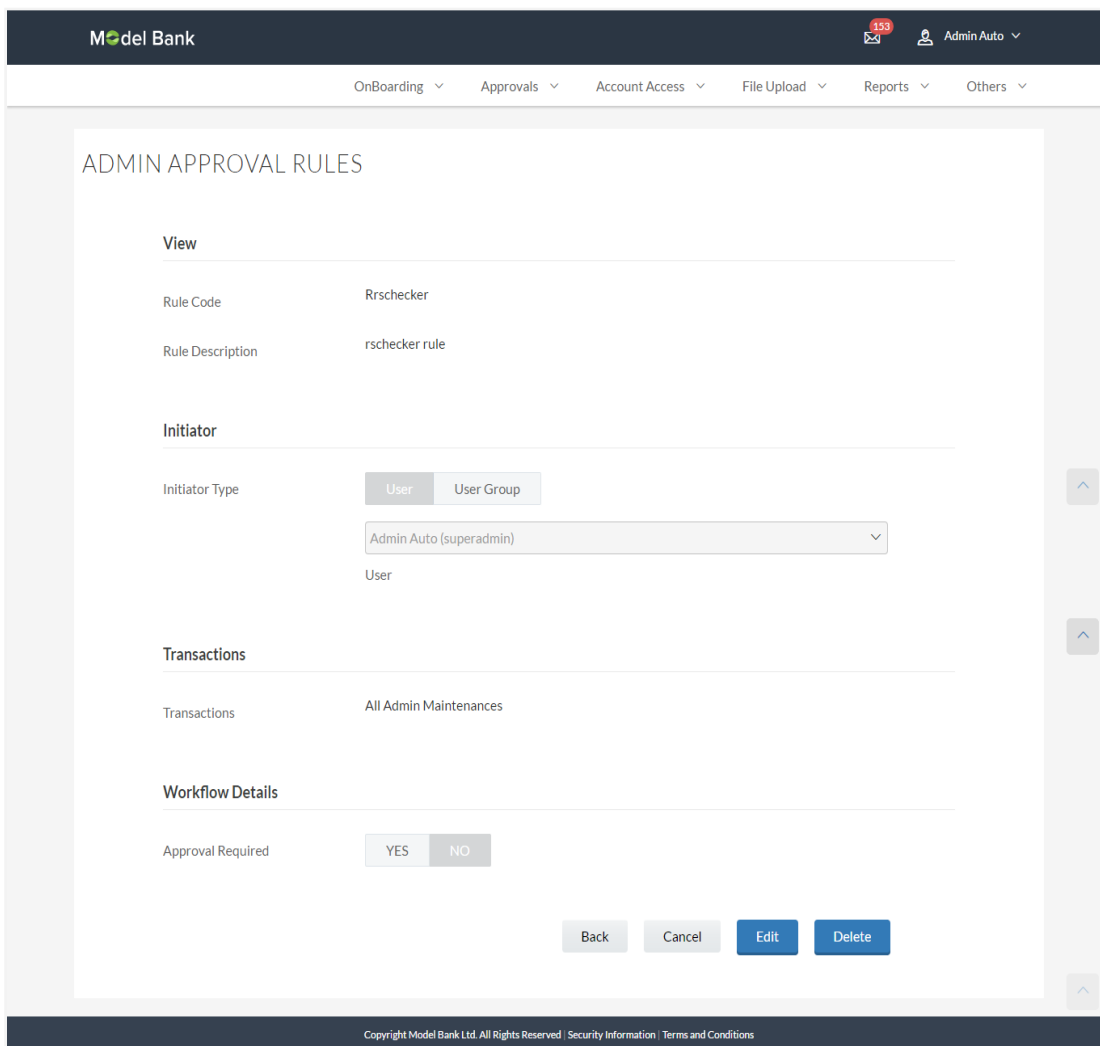 Model Bank 153 Admin Auto
OnBoarding Approvals Account Access File Upload Reports Others
ADMIN APPROVAL RULES
View
Rule Code Rrschecker
Rule Description rschecker rule
Initiator
Initiator Type User User Group
Admin Auto (superadmin)
User
Transactions
Transactions All Admin Maintenances
Workflow Details
Approval Required YES NO
Back Cancel Edit Delete
Copyright Model Bank Ltd. All Rights Reserved | Security Information | Terms and Conditions